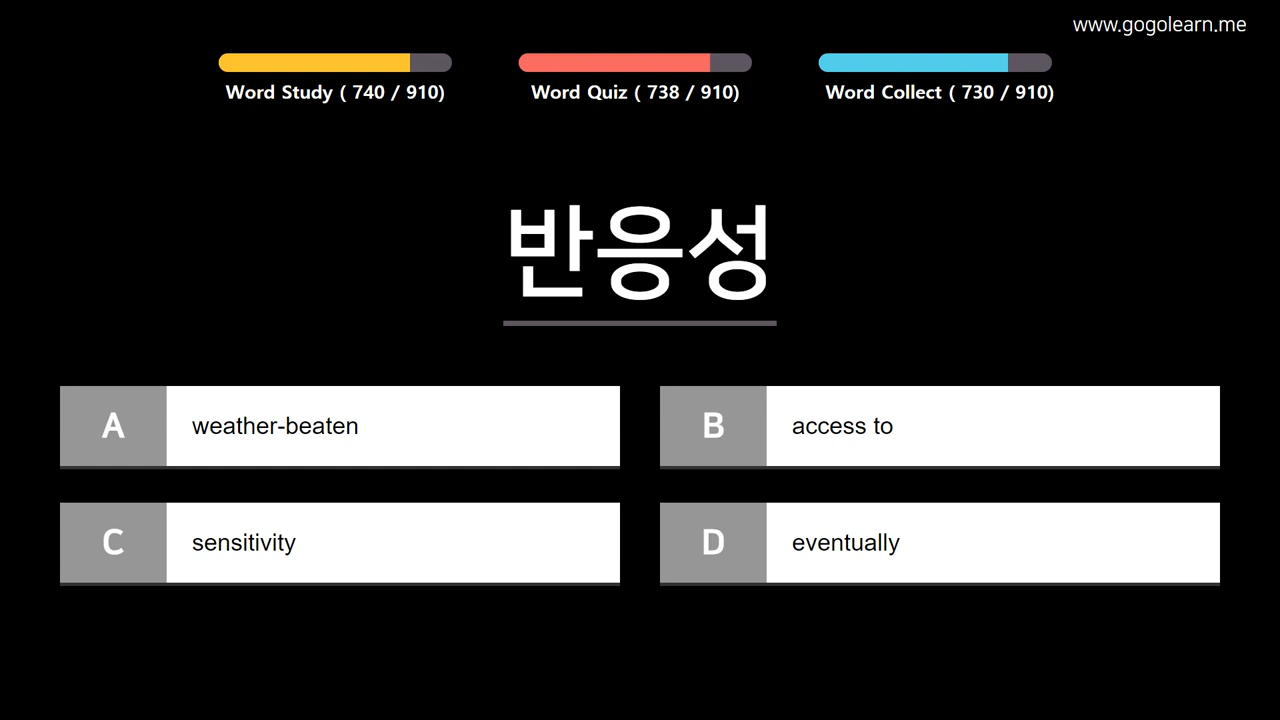 www.gogolearn.me
Word Study ( 740 / 910)
Word Quiz ( 738 / 910)
Word Collect ( 730 / 910)
반응성
A weather-beaten
B access to
C sensitivity
D eventually